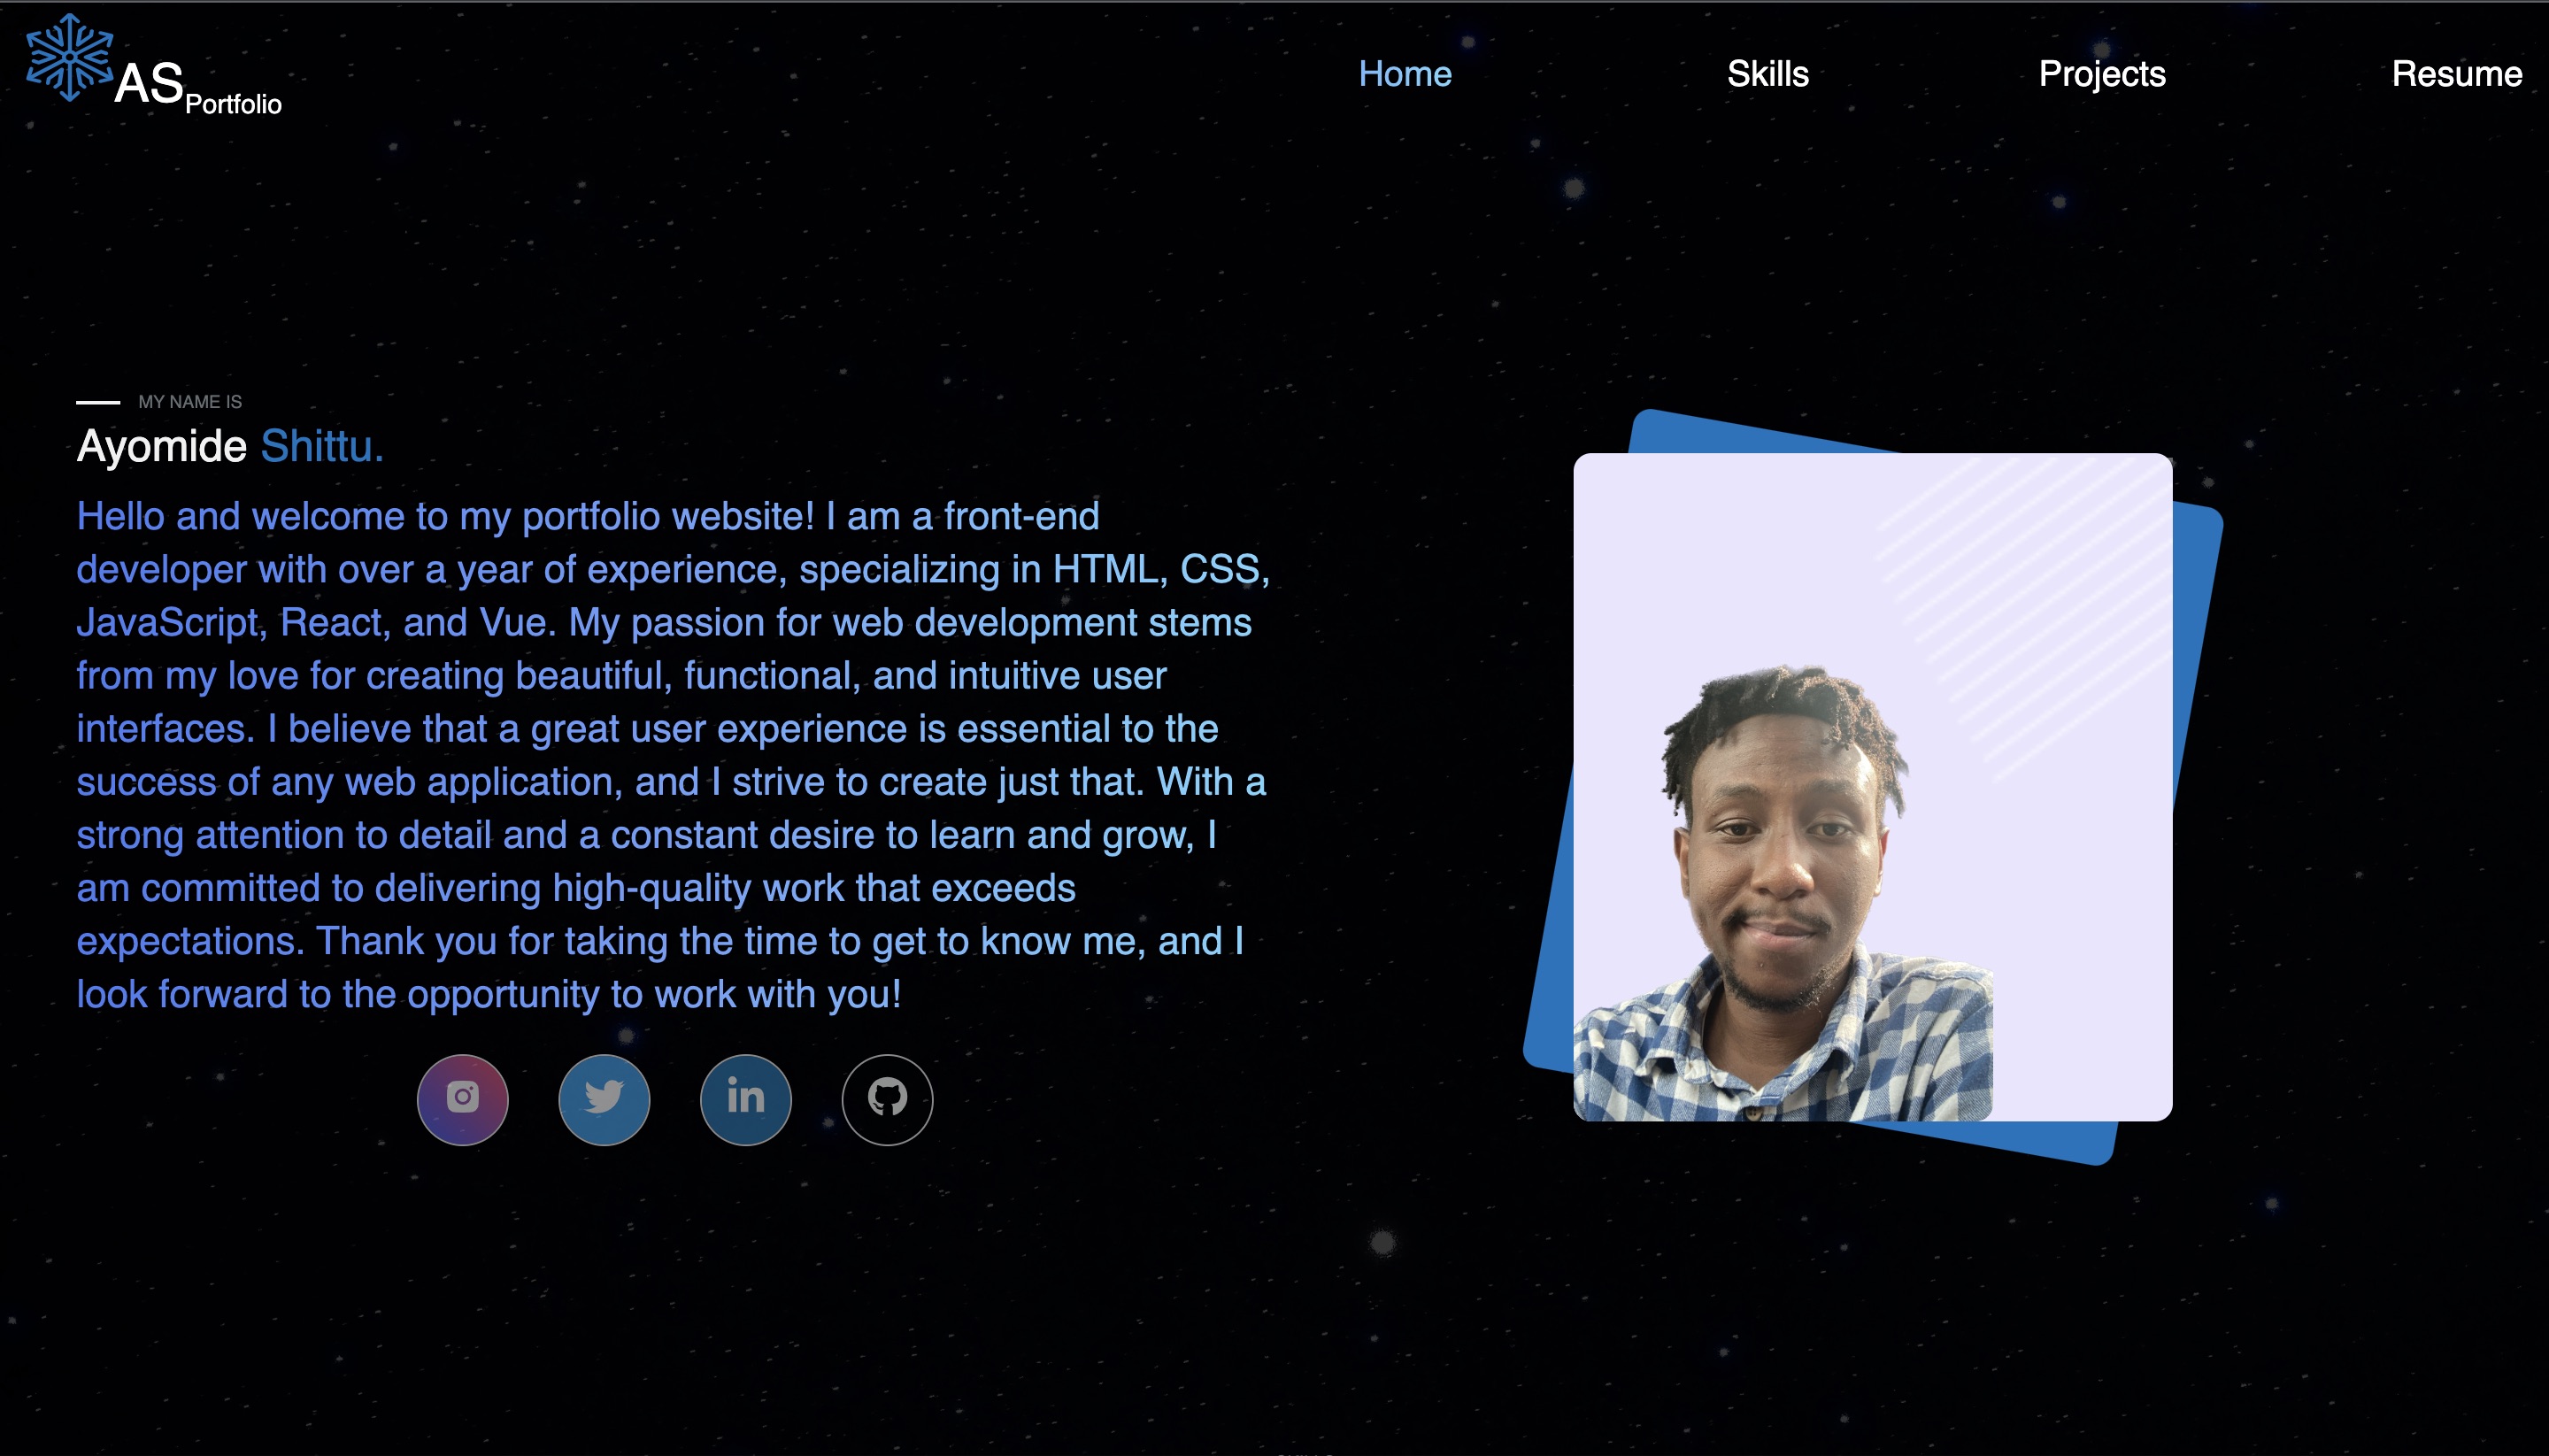 AS Portfolio
Home Skills Projects Resume
MY NAME IS
Ayomide Shittu.
Hello and welcome to my portfolio website! I am a front-end
developer with over a year of experience, specializing in HTML, CSS,
JavaScript, React, and Vue. My passion for web development stems
from my love for creating beautiful, functional, and intuitive user
interfaces. I believe that a great user experience is essential to the
success of any web application, and I strive to create just that. With a
strong attention to detail and a constant desire to learn and grow, I
am committed to delivering high-quality work that exceeds
expectations. Thank you for taking the time to get to know me, and I
look forward to the opportunity to work with you!
in